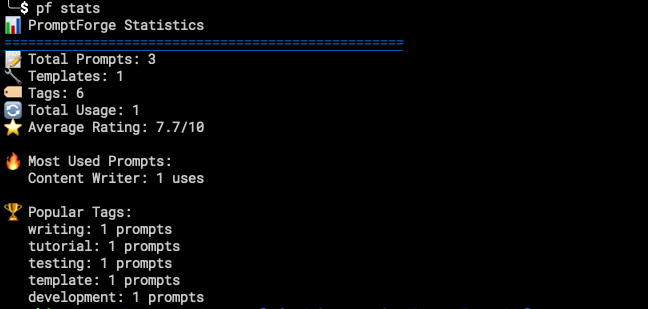 $ pf stats
📊 PromptForge Statistics
==================================================
📝 Total Prompts: 3
🔧 Templates: 1
🏷️ Tags: 6
🔄 Total Usage: 1
⭐ Average Rating: 7.7/10
🔥 Most Used Prompts:
Content Writer: 1 uses
🏆 Popular Tags:
writing: 1 prompts
tutorial: 1 prompts
testing: 1 prompts
template: 1 prompts
development: 1 prompts